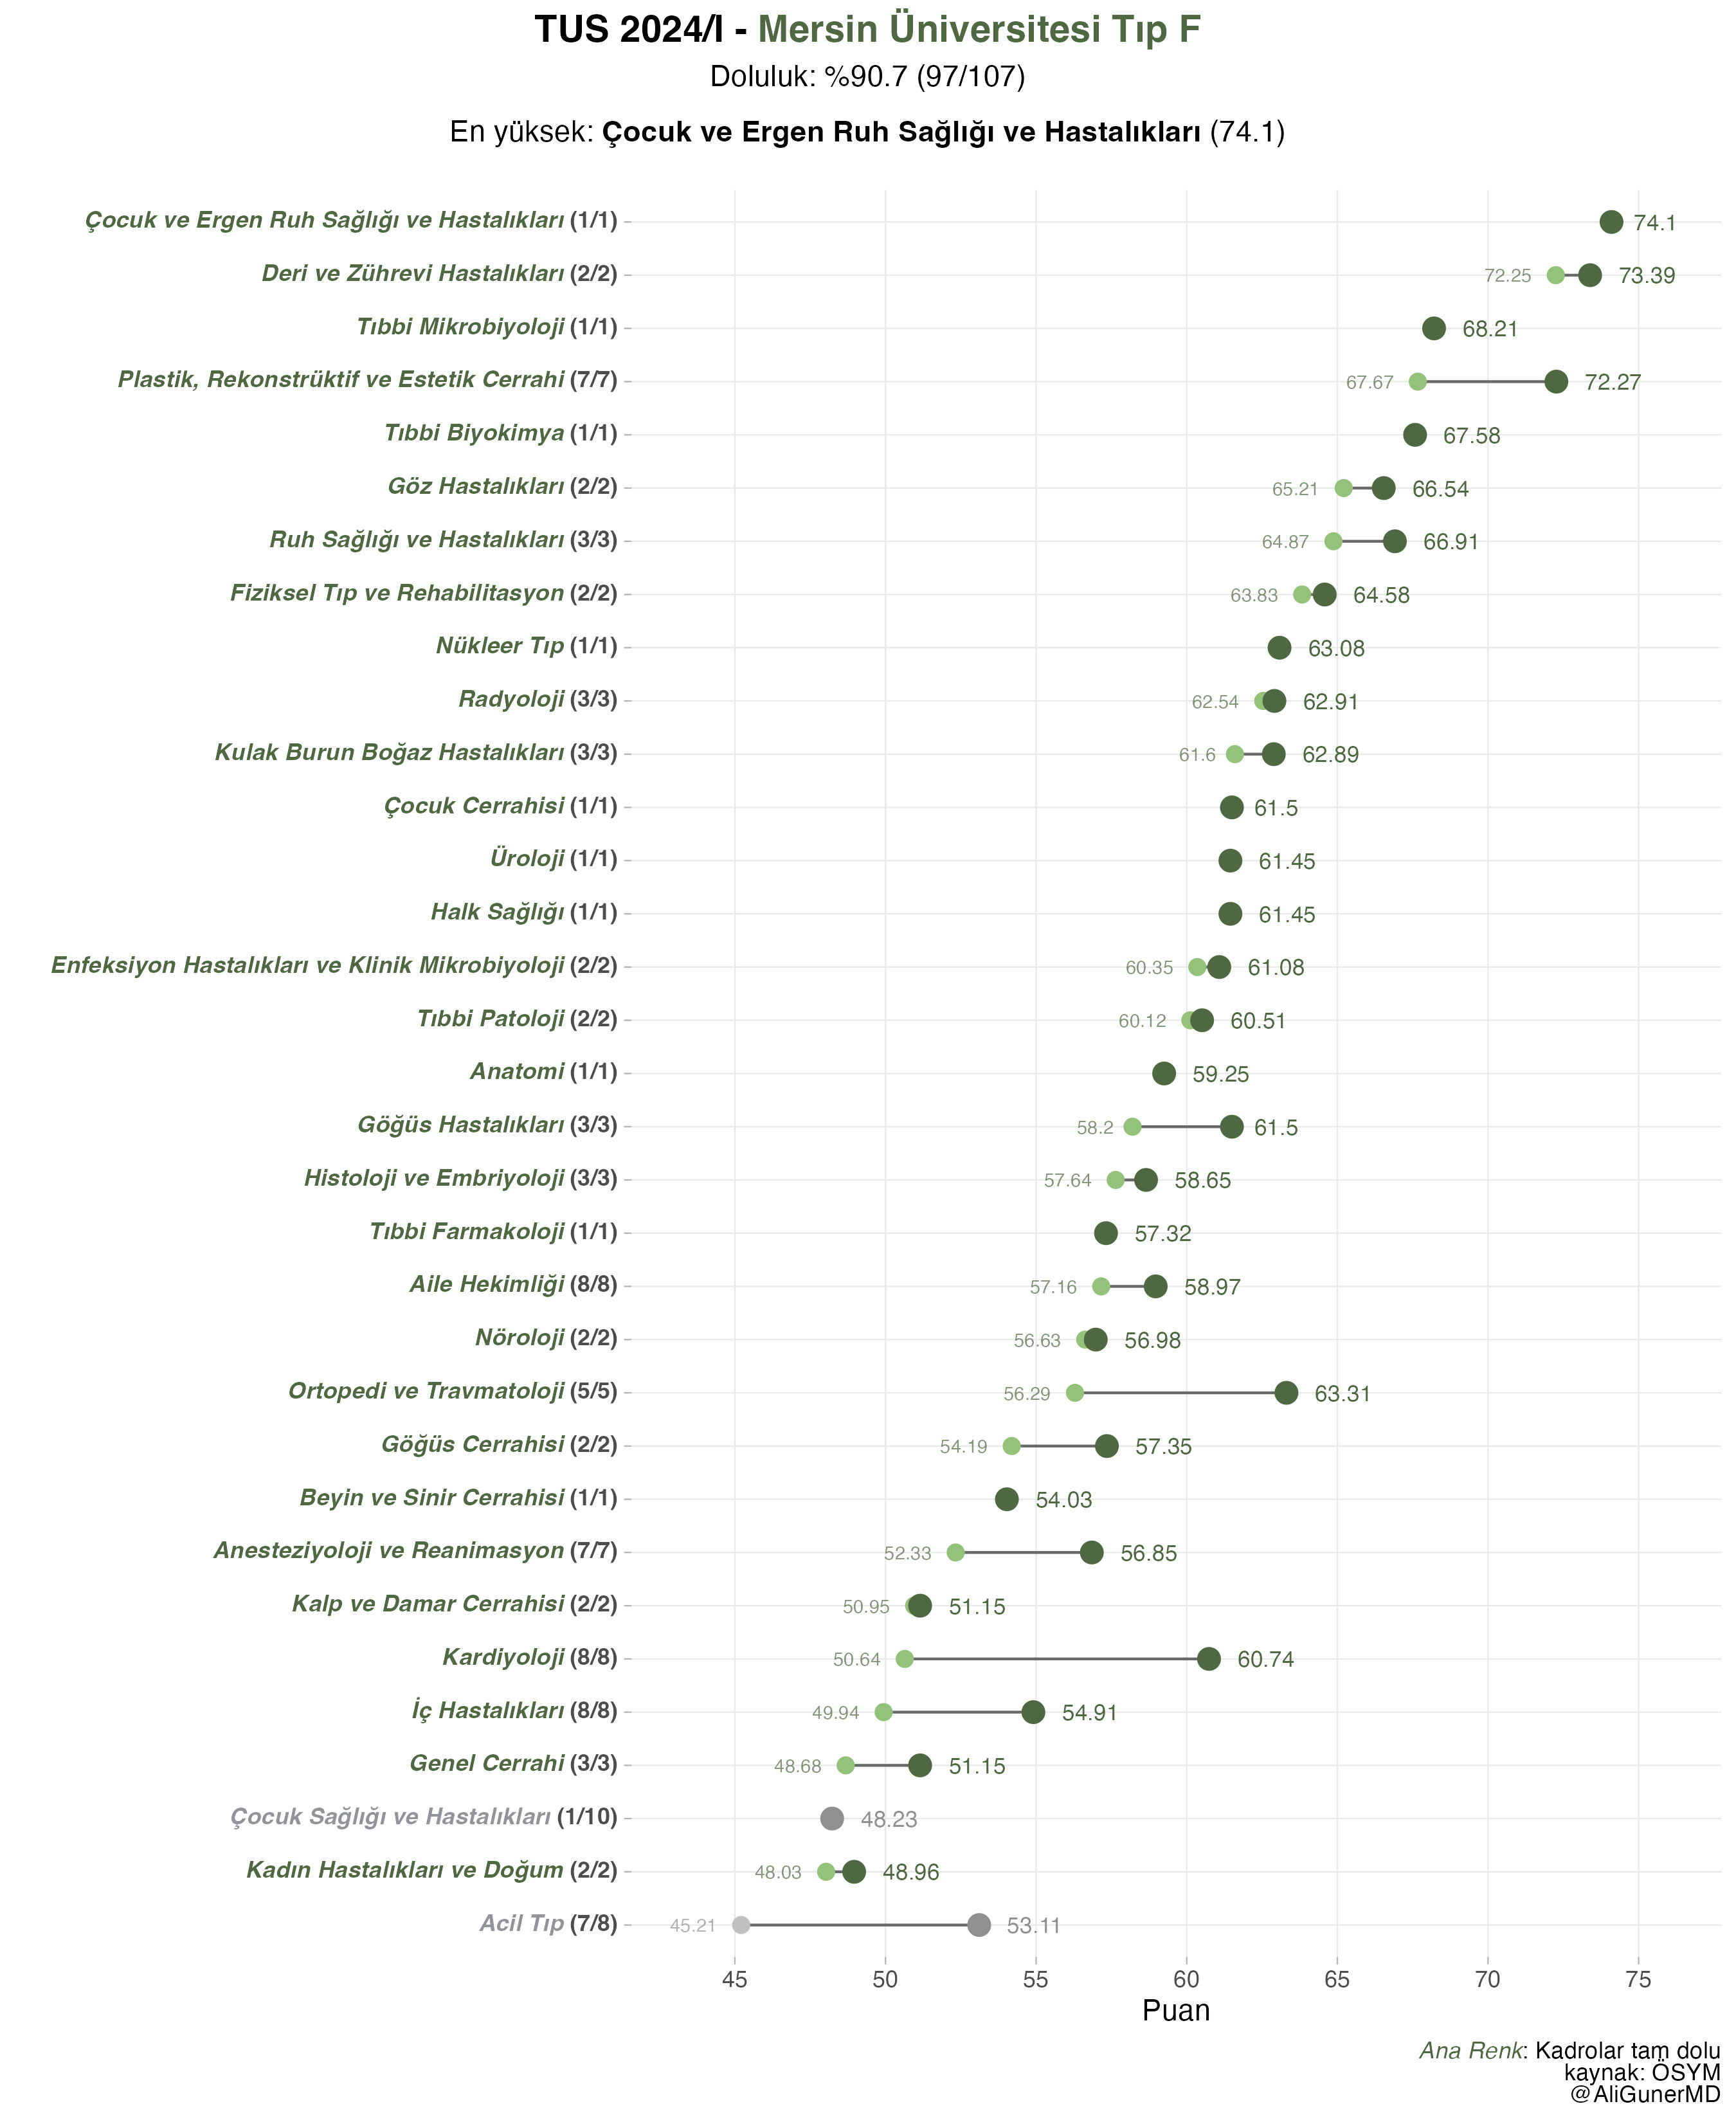 TUS 2024/I - Mersin Üniversitesi Tıp F
Doluluk: %90.7 (97/107)
En yüksek: Çocuk ve Ergen Ruh Sağlığı ve Hastalıkları (74.1)
Çocuk ve Ergen Ruh Sağlığı ve Hastalıkları (1/1) 74.1
Deri ve Zührevi Hastalıkları (2/2) 72.25 73.39
Tıbbi Mikrobiyoloji (1/1) 68.21
Plastik, Rekonstrüktif ve Estetik Cerrahi (7/7) 67.67 72.27
Tıbbi Biyokimya (1/1) 67.58
Göz Hastalıkları (2/2) 65.21 66.54
Ruh Sağlığı ve Hastalıkları (3/3) 64.87 66.91
Fiziksel Tıp ve Rehabilitasyon (2/2) 63.83 64.58
Nükleer Tıp (1/1) 63.08
Radyoloji (3/3) 62.54 62.91
Kulak Burun Boğaz Hastalıkları (3/3) 61.6 62.89
Çocuk Cerrahisi (1/1) 61.5
Üroloji (1/1) 61.45
Halk Sağlığı (1/1) 61.45
Enfeksiyon Hastalıkları ve Klinik Mikrobiyoloji (2/2) 60.35 61.08
Tıbbi Patoloji (2/2) 60.12 60.51
Anatomi (1/1) 59.25
Göğüs Hastalıkları (3/3) 58.2 61.5
Histoloji ve Embriyoloji (3/3) 57.64 58.65
Tıbbi Farmakoloji (1/1) 57.32
Aile Hekimliği (8/8) 57.16 58.97
Nöroloji (2/2) 56.63 56.98
Ortopedi ve Travmatoloji (5/5) 56.29 63.31
Göğüs Cerrahisi (2/2) 54.19 57.35
Beyin ve Sinir Cerrahisi (1/1) 54.03
Anesteziyoloji ve Reanimasyon (7/7) 52.33 56.85
Kalp ve Damar Cerrahisi (2/2) 50.95 51.15
Kardiyoloji (8/8) 50.64 60.74
İç Hastalıkları (8/8) 49.94 54.91
Genel Cerrahi (3/3) 48.68 51.15
Çocuk Sağlığı ve Hastalıkları (1/10) 48.23
Kadın Hastalıkları ve Doğum (2/2) 48.03 48.96
Acil Tıp (7/8) 45.21 53.11
45 50 55 60 65 70 75
Puan
Ana Renk: Kadrolar tam dolu
kaynak: ÖSYM
@AliGunerMD